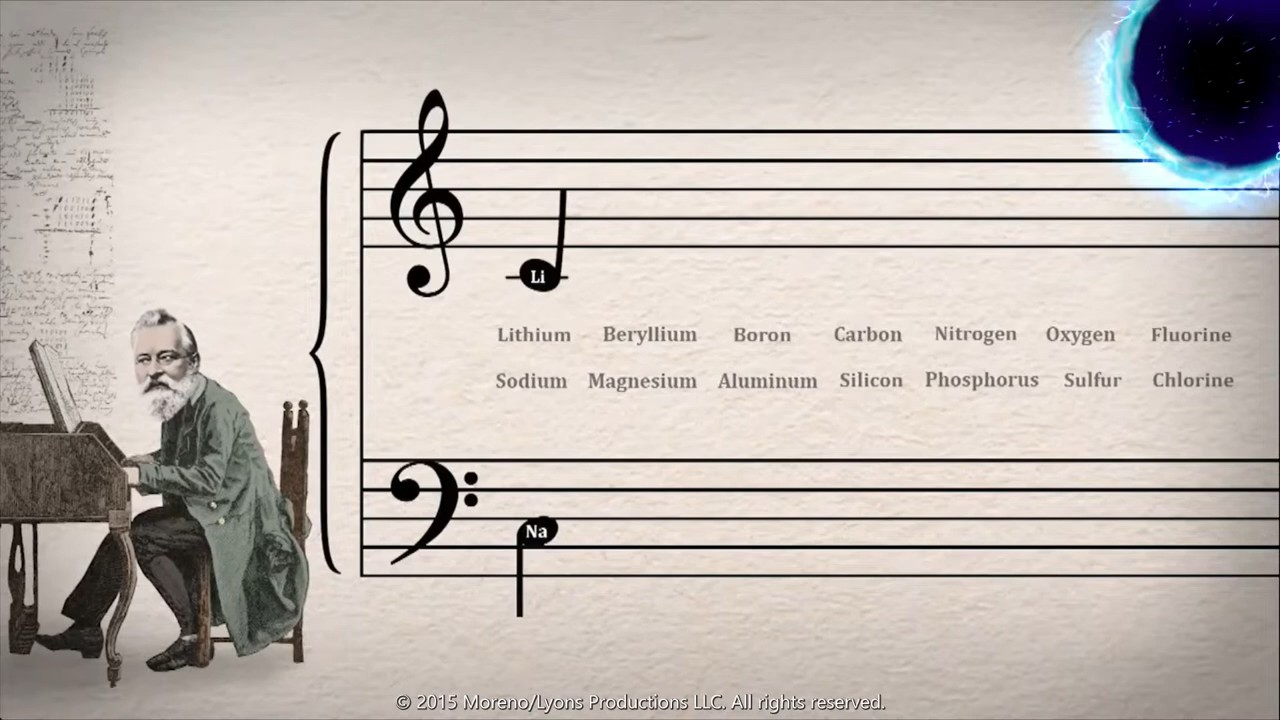 Li
Lithium Beryllium Boron Carbon Nitrogen Oxygen Fluorine
Sodium Magnesium Aluminum Silicon Phosphorus Sulfur Chlorine
Na
© 2015 Moreno/Lyons Productions LLC. All rights reserved.